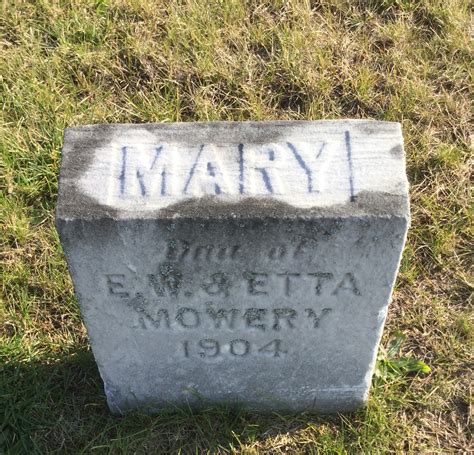 MARY
Dau of
E.W. & ETTA
MOWERY
1904